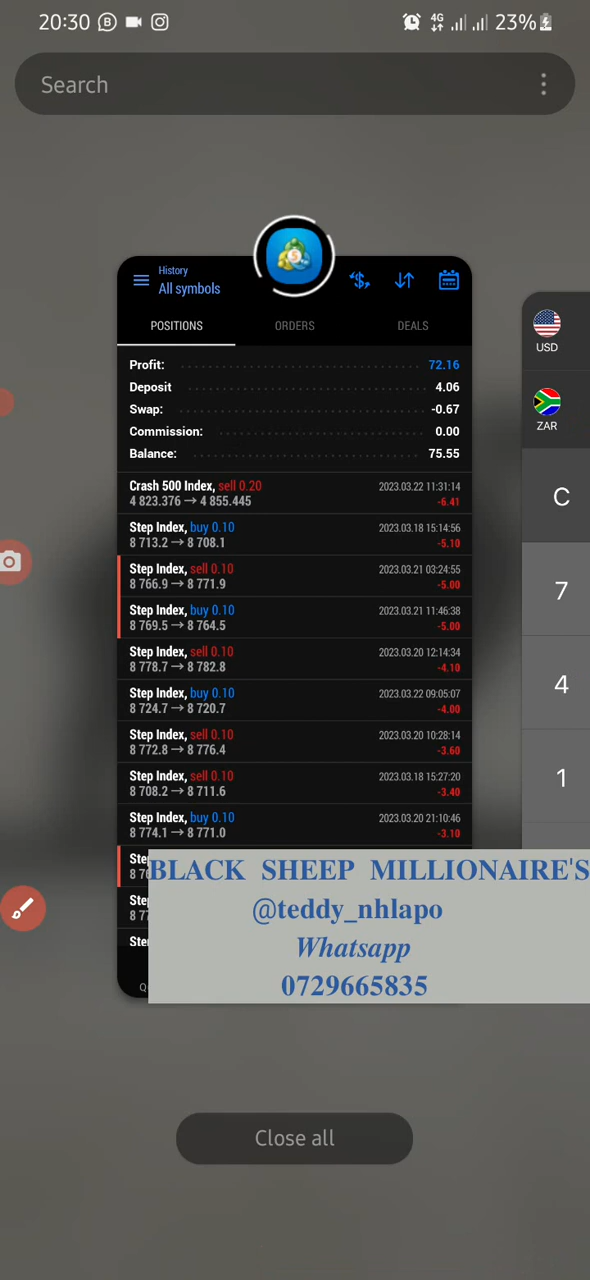 20:30
4G
23%
Search
History
All symbols
POSITIONS ORDERS DEALS
Profit: 72.16
Deposit 4.06
Swap: -0.67
Commission: 0.00
Balance: 75.55
Crash 500 Index, sell 0.20 2023.03.22 11:31:14
4 823.376 → 4 855.445 -6.41
Step Index, buy 0.10 2023.03.18 15:14:56
8 713.2 → 8 708.1 -5.10
Step Index, sell 0.10 2023.03.21 03:24:55
8 766.9 → 8 771.9 -5.00
Step Index, buy 0.10 2023.03.21 11:46:38
8 769.5 → 8 764.5 -5.00
Step Index, sell 0.10 2023.03.20 12:14:34
8 778.7 → 8 782.8 -4.10
Step Index, buy 0.10 2023.03.22 09:05:07
8 724.7 → 8 720.7 -4.00
Step Index, sell 0.10 2023.03.20 10:28:14
8 772.8 → 8 776.4 -3.60
Step Index, sell 0.10 2023.03.18 15:27:20
8 708.2 → 8 711.6 -3.40
Step Index, buy 0.10 2023.03.20 21:10:46
8 774.1 → 8 771.0 -3.10
USD
ZAR
C
7
4
1
BLACK SHEEP MILLIONAIRE'S
@teddy_nhlapo
Whatsapp
0729665835
Close all